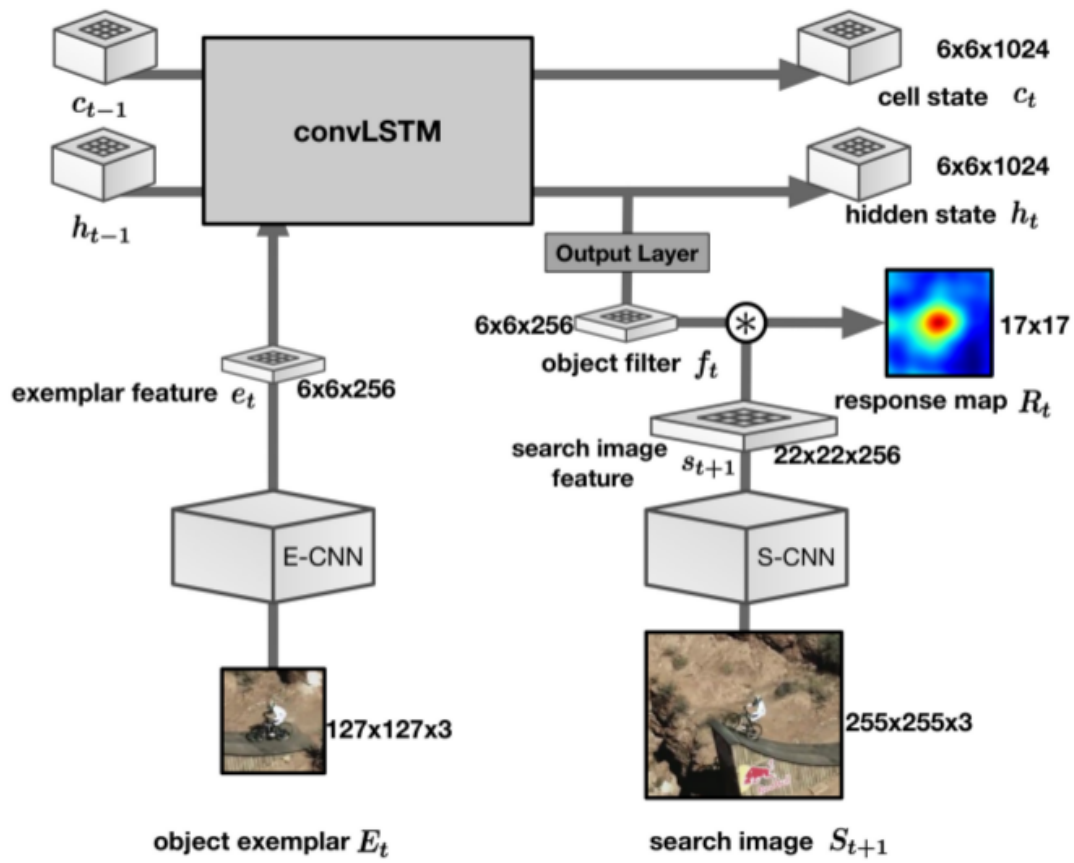 6x6x1024
cell state c_t
c_{t-1}
convLSTM
6x6x1024
hidden state h_t
h_{t-1}
Output Layer
6x6x256
17x17
object filter f_t
response map R_t
exemplar feature e_t
6x6x256
search image
feature
s_{t+1}
22x22x256
E-CNN
S-CNN
127x127x3
255x255x3
object exemplar E_t
search image S_{t+1}